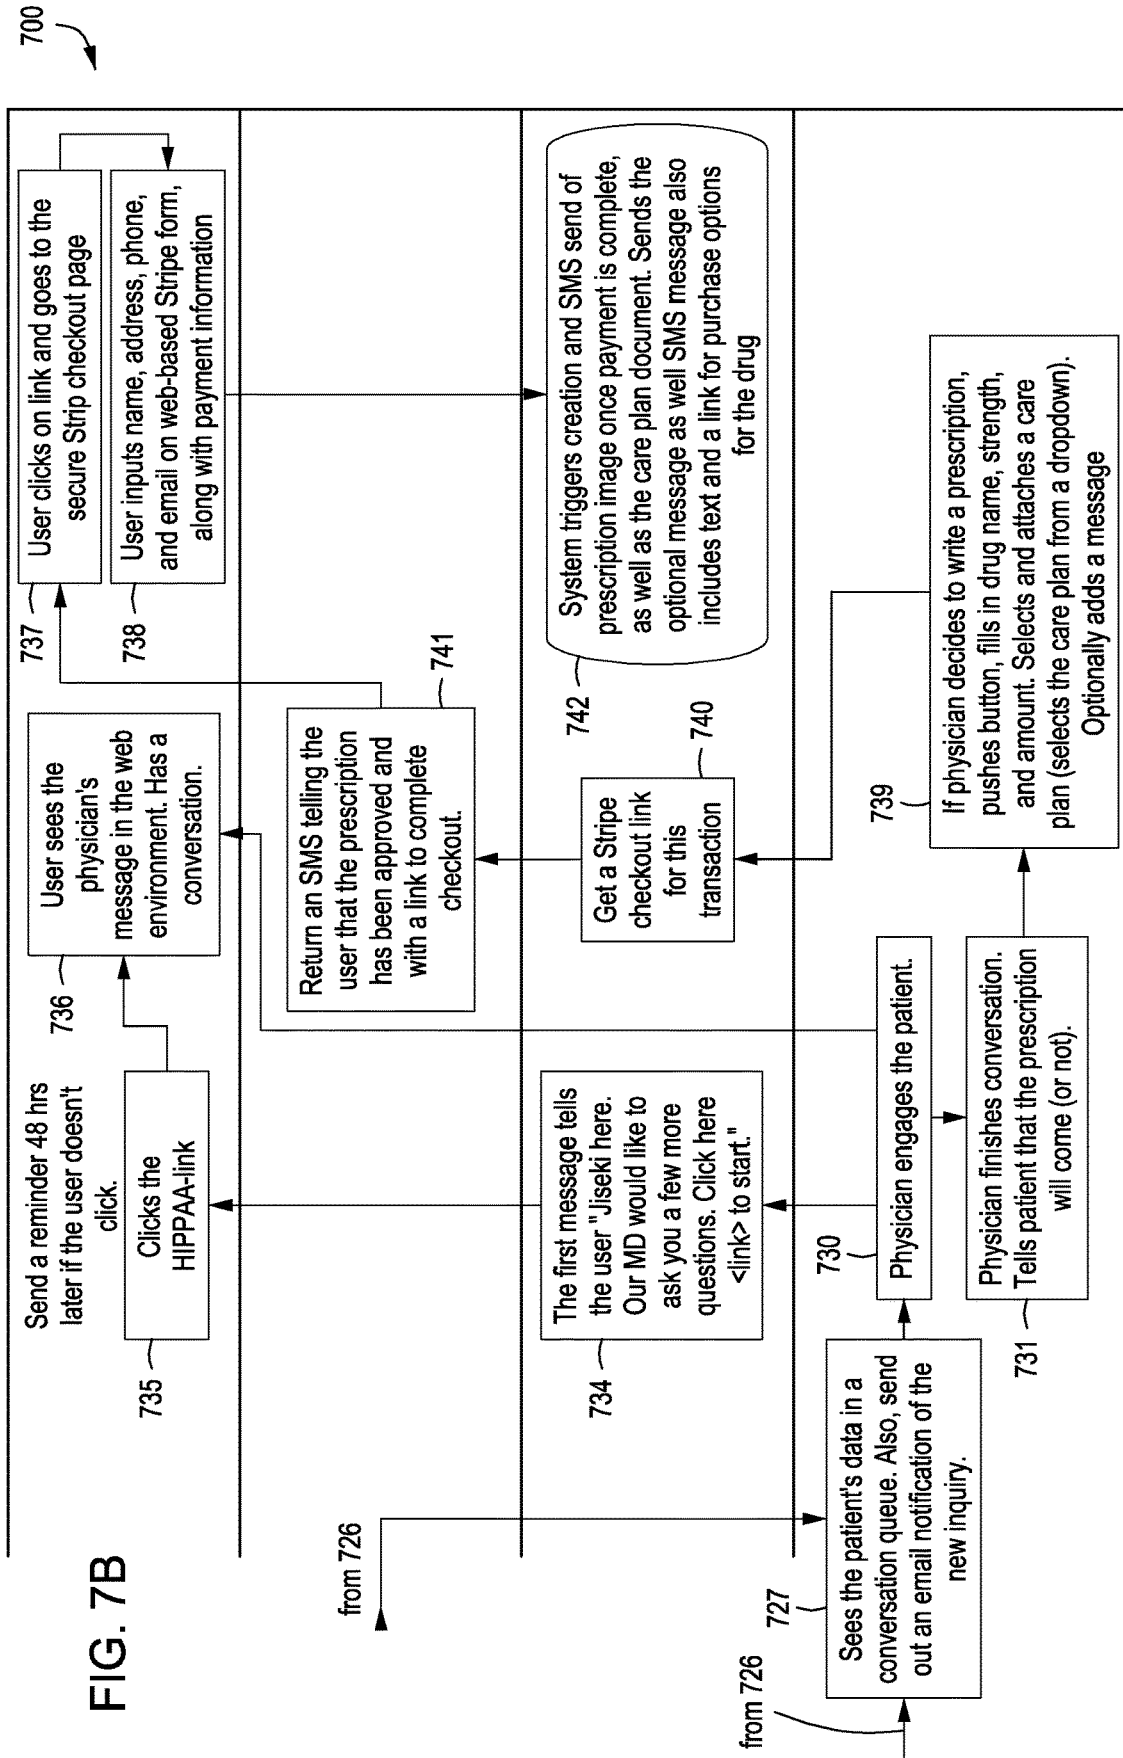 FIG. 7B
700
Send a reminder 48 hrs
later if the user doesn't
click.
Clicks the
HIPPAA-link
735
User sees the
physician's
message in the web
environment. Has a
conversation.
736
User clicks on link and goes to the
secure Strip checkout page
737
User inputs name, address, phone,
and email on web-based Stripe form,
along with payment information
738
from 726
Return an SMS telling the
user that the prescription
has been approved and
with a link to complete
checkout.
741
The first message tells
the user "Jiseki here.
Our MD would like to
ask you a few more
questions. Click here
<link> to start."
734
Get a Stripe
checkout link
for this
transaction
740
System triggers creation and SMS send of
prescription image once payment is complete,
as well as the care plan document. Sends the
optional message as well SMS message also
includes text and a link for purchase options
for the drug
742
from 726
727
Sees the patient's data in a
conversation queue. Also, send
out an email notification of the
new inquiry.
730
Physician engages the patient.
Physician finishes conversation.
Tells patient that the prescription
will come (or not).
731
739
If physician decides to write a prescription,
pushes button, fills in drug name, strength,
and amount. Selects and attaches a care
plan (selects the care plan from a dropdown).
Optionally adds a message